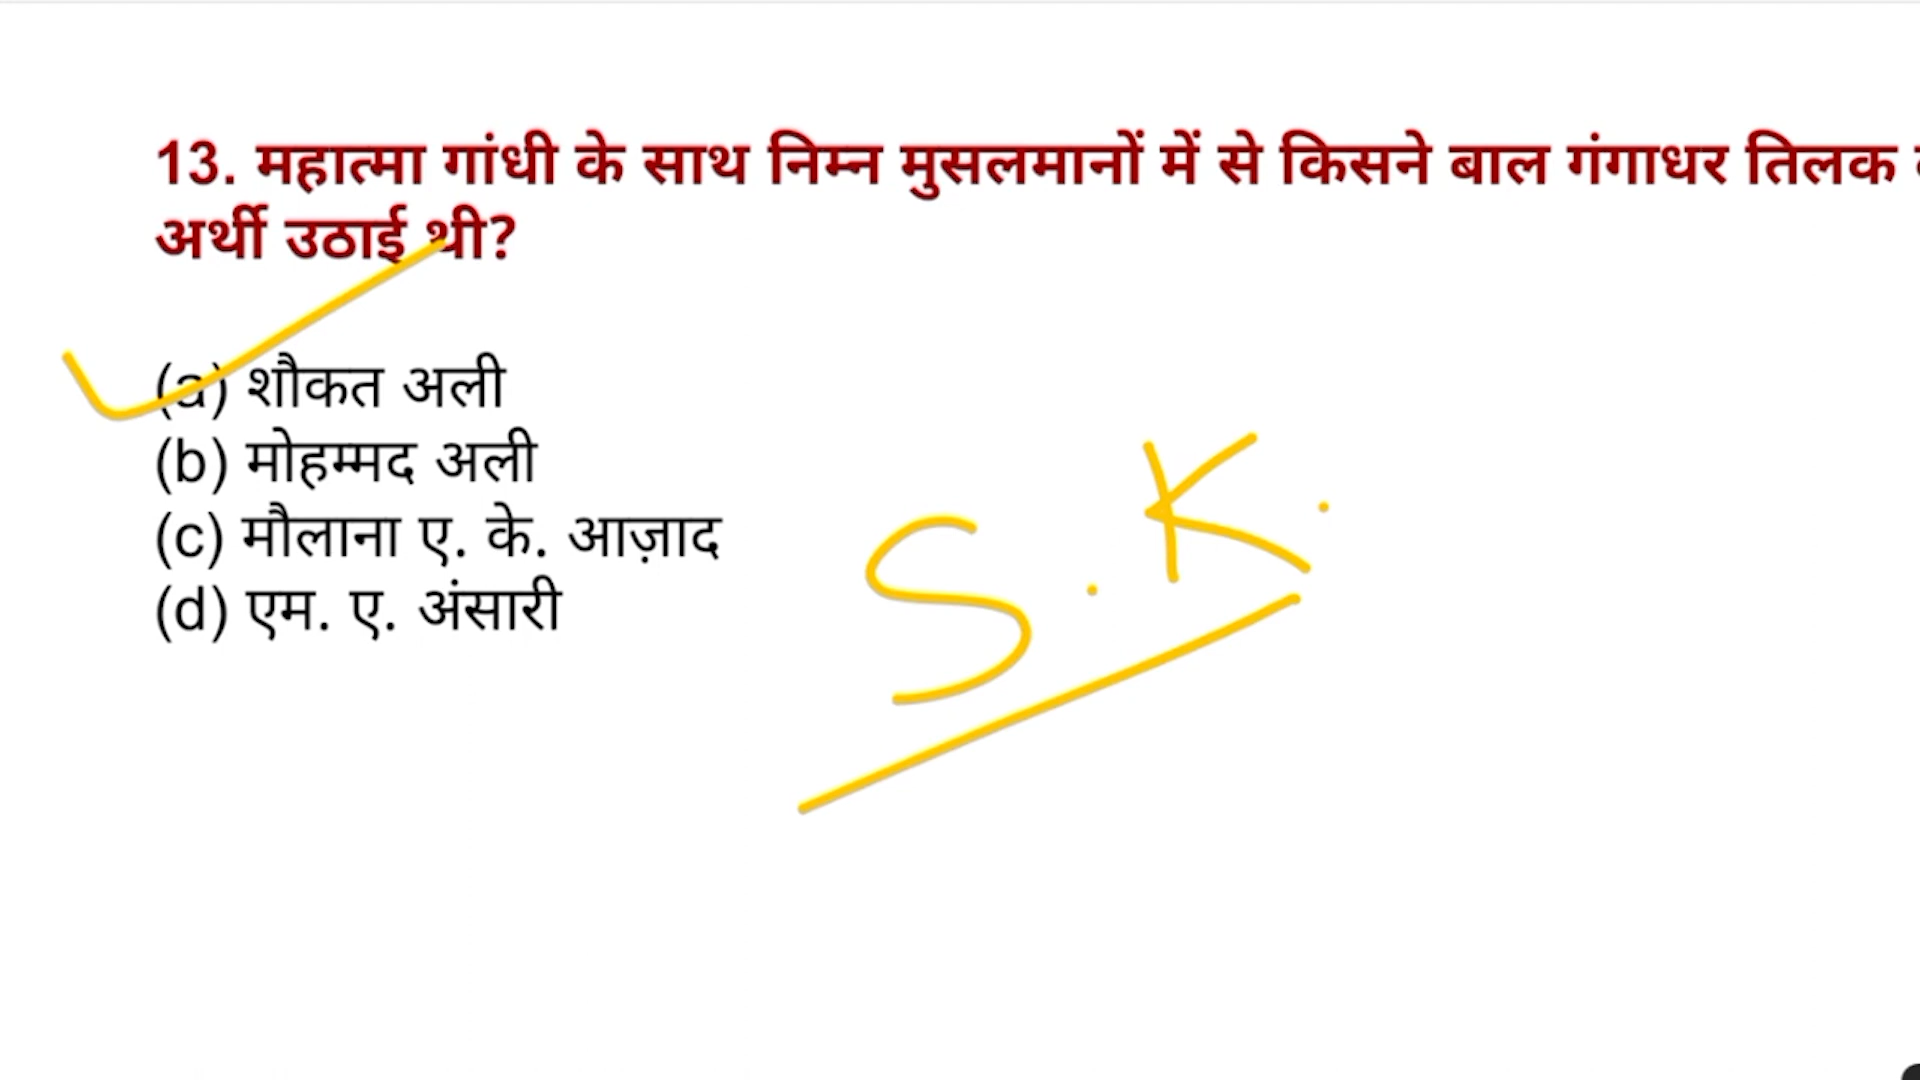 13. महात्मा गांधी के साथ निम्न मुसलमानों में से किसने बाल गंगाधर तिलक
अर्थी उठाई थी?
(a) शौकत अली
(b) मोहम्मद अली
(c) मौलाना ए. के. आज़ाद
(d) एम. ए. अंसारी
S.K.